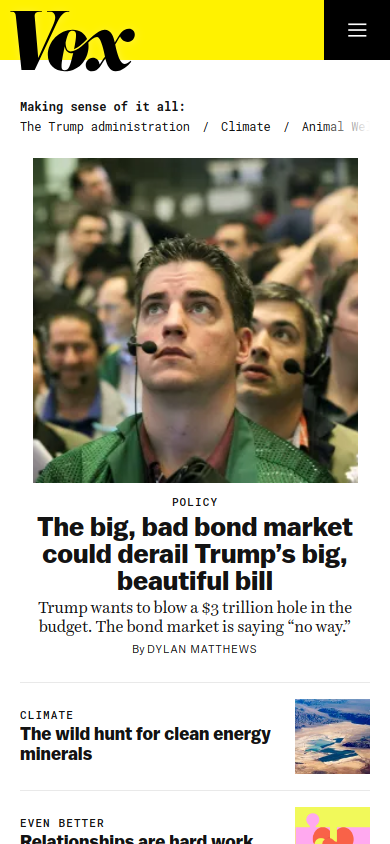 Vox
Making sense of it all:
The Trump administration / Climate / Animal We
POLICY
The big, bad bond market
could derail Trump’s big,
beautiful bill
Trump wants to blow a $3 trillion hole in the
budget. The bond market is saying “no way.”
By DYLAN MATTHEWS
CLIMATE
The wild hunt for clean energy
minerals
EVEN BETTER
Relationships are hard work.